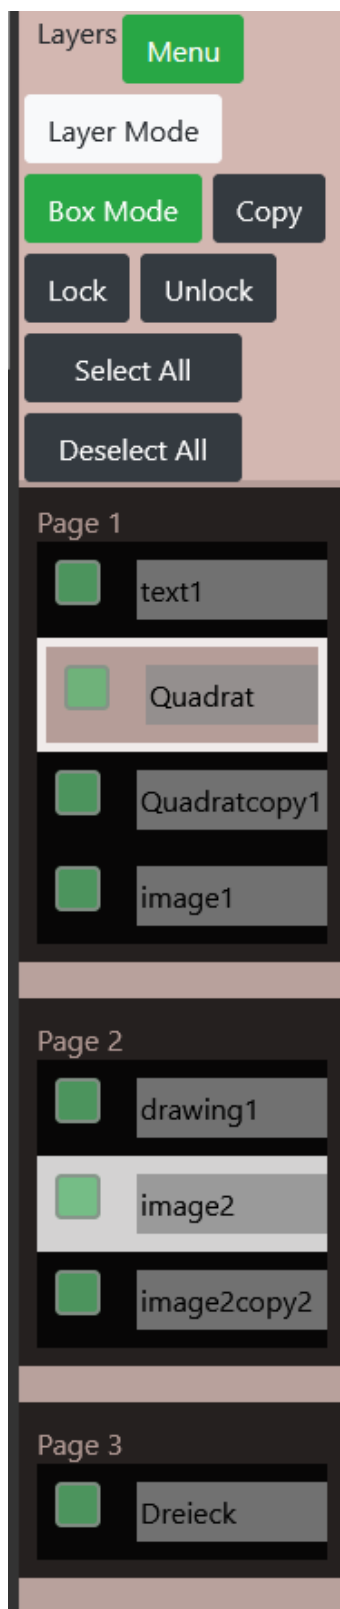 Layers Menu
Layer Mode
Box Mode Copy
Lock Unlock
Select All
Deselect All
Page 1
text1
Quadrat
Quadratcopy1
image1
Page 2
drawing1
image2
image2copy2
Page 3
Dreieck